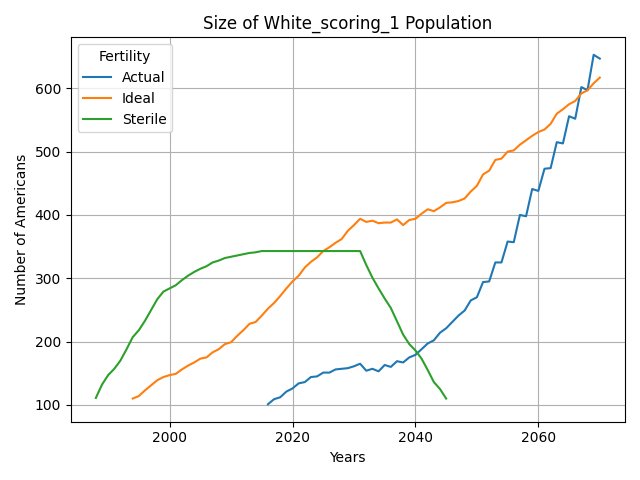 Size of White_scoring_1 Population
Fertility
Actual
Ideal
Sterile
Number of Americans
600
500
400
300
200
100
2000
2020
2040
2060
Years